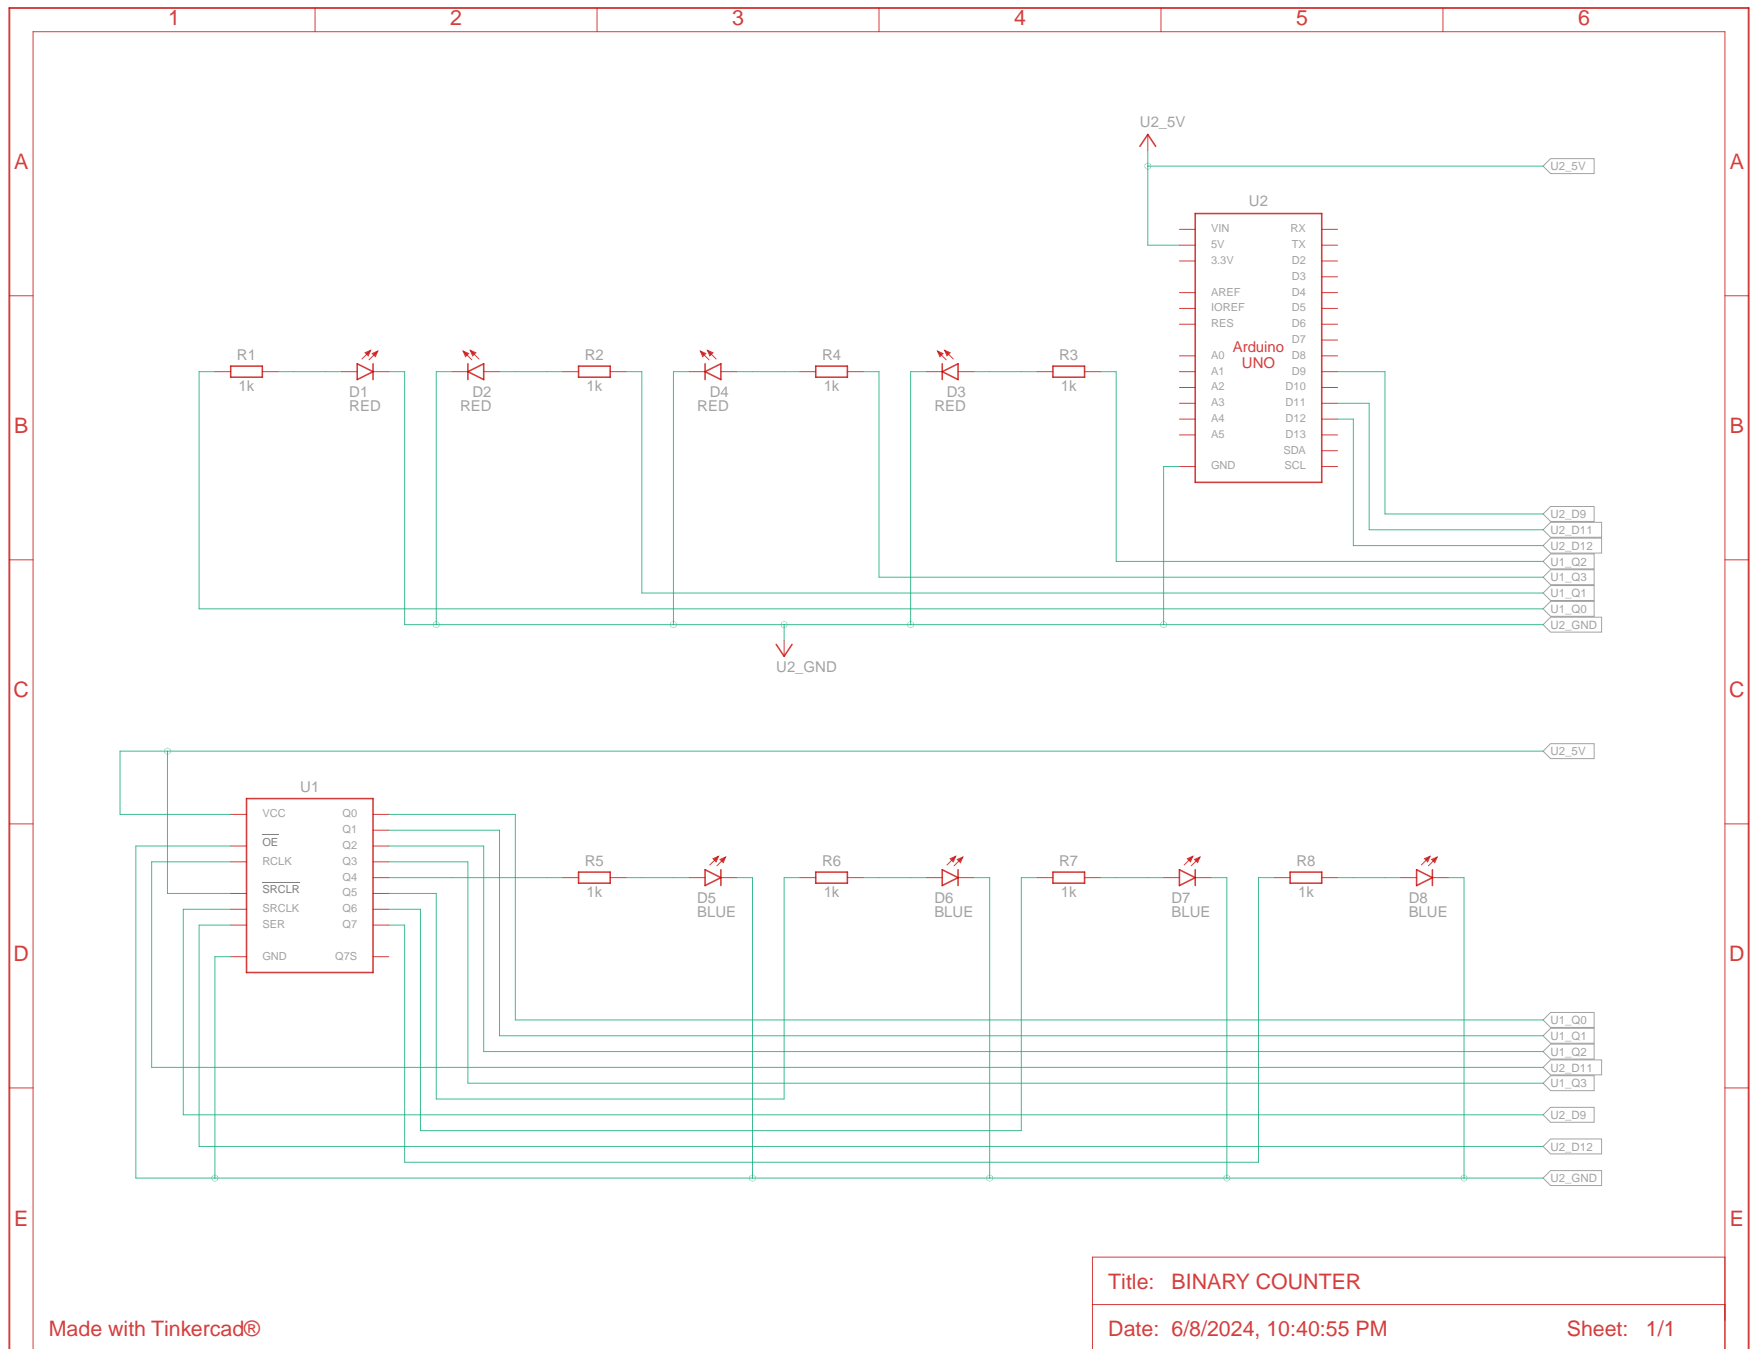 1 2 3 4 5 6
U2_5V
A A
U2_5V
U2
VIN RX
5V TX
3.3V D2
D3
AREF D4
IOREF D5
RES D6
D7
A0 D8
A1 D9
A2 D10
A3 D11
A4 D12
A5 D13
SDA
GND SCL
Arduino
UNO
R1 R2 R4 R3
1k 1k 1k 1k
D1 D2 D4 D3
RED RED RED RED
B B
U2_D9
U2_D11
U2_D12
U1_Q2
U1_Q3
U1_Q1
U1_Q0
U2_GND
U2_GND
C C
U2_5V
U1
VCC Q0
Q1
OE Q2
RCLK Q3
Q4
SRCLR Q5
SRCLK Q6
SER Q7
GND Q7S
R5 R6 R7 R8
1k 1k 1k 1k
D5 D6 D7 D8
BLUE BLUE BLUE BLUE
D D
U1_Q0
U1_Q1
U1_Q2
U2_D11
U1_Q3
U2_D9
U2_D12
U2_GND
E E
Title: BINARY COUNTER
Made with Tinkercad®
Date: 6/8/2024, 10:40:55 PM Sheet: 1/1